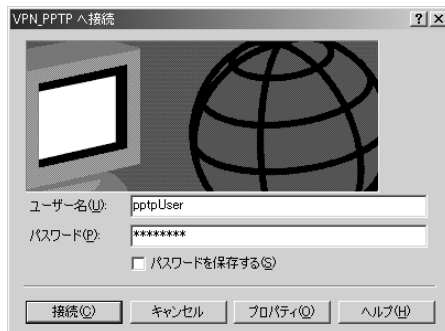 VPN_PPTP へ接続
ユーザー名(U): pptpUser
パスワード(P): ********
パスワードを保存する(S)
接続(C) キャンセル プロパティ(O) ヘルプ(H)